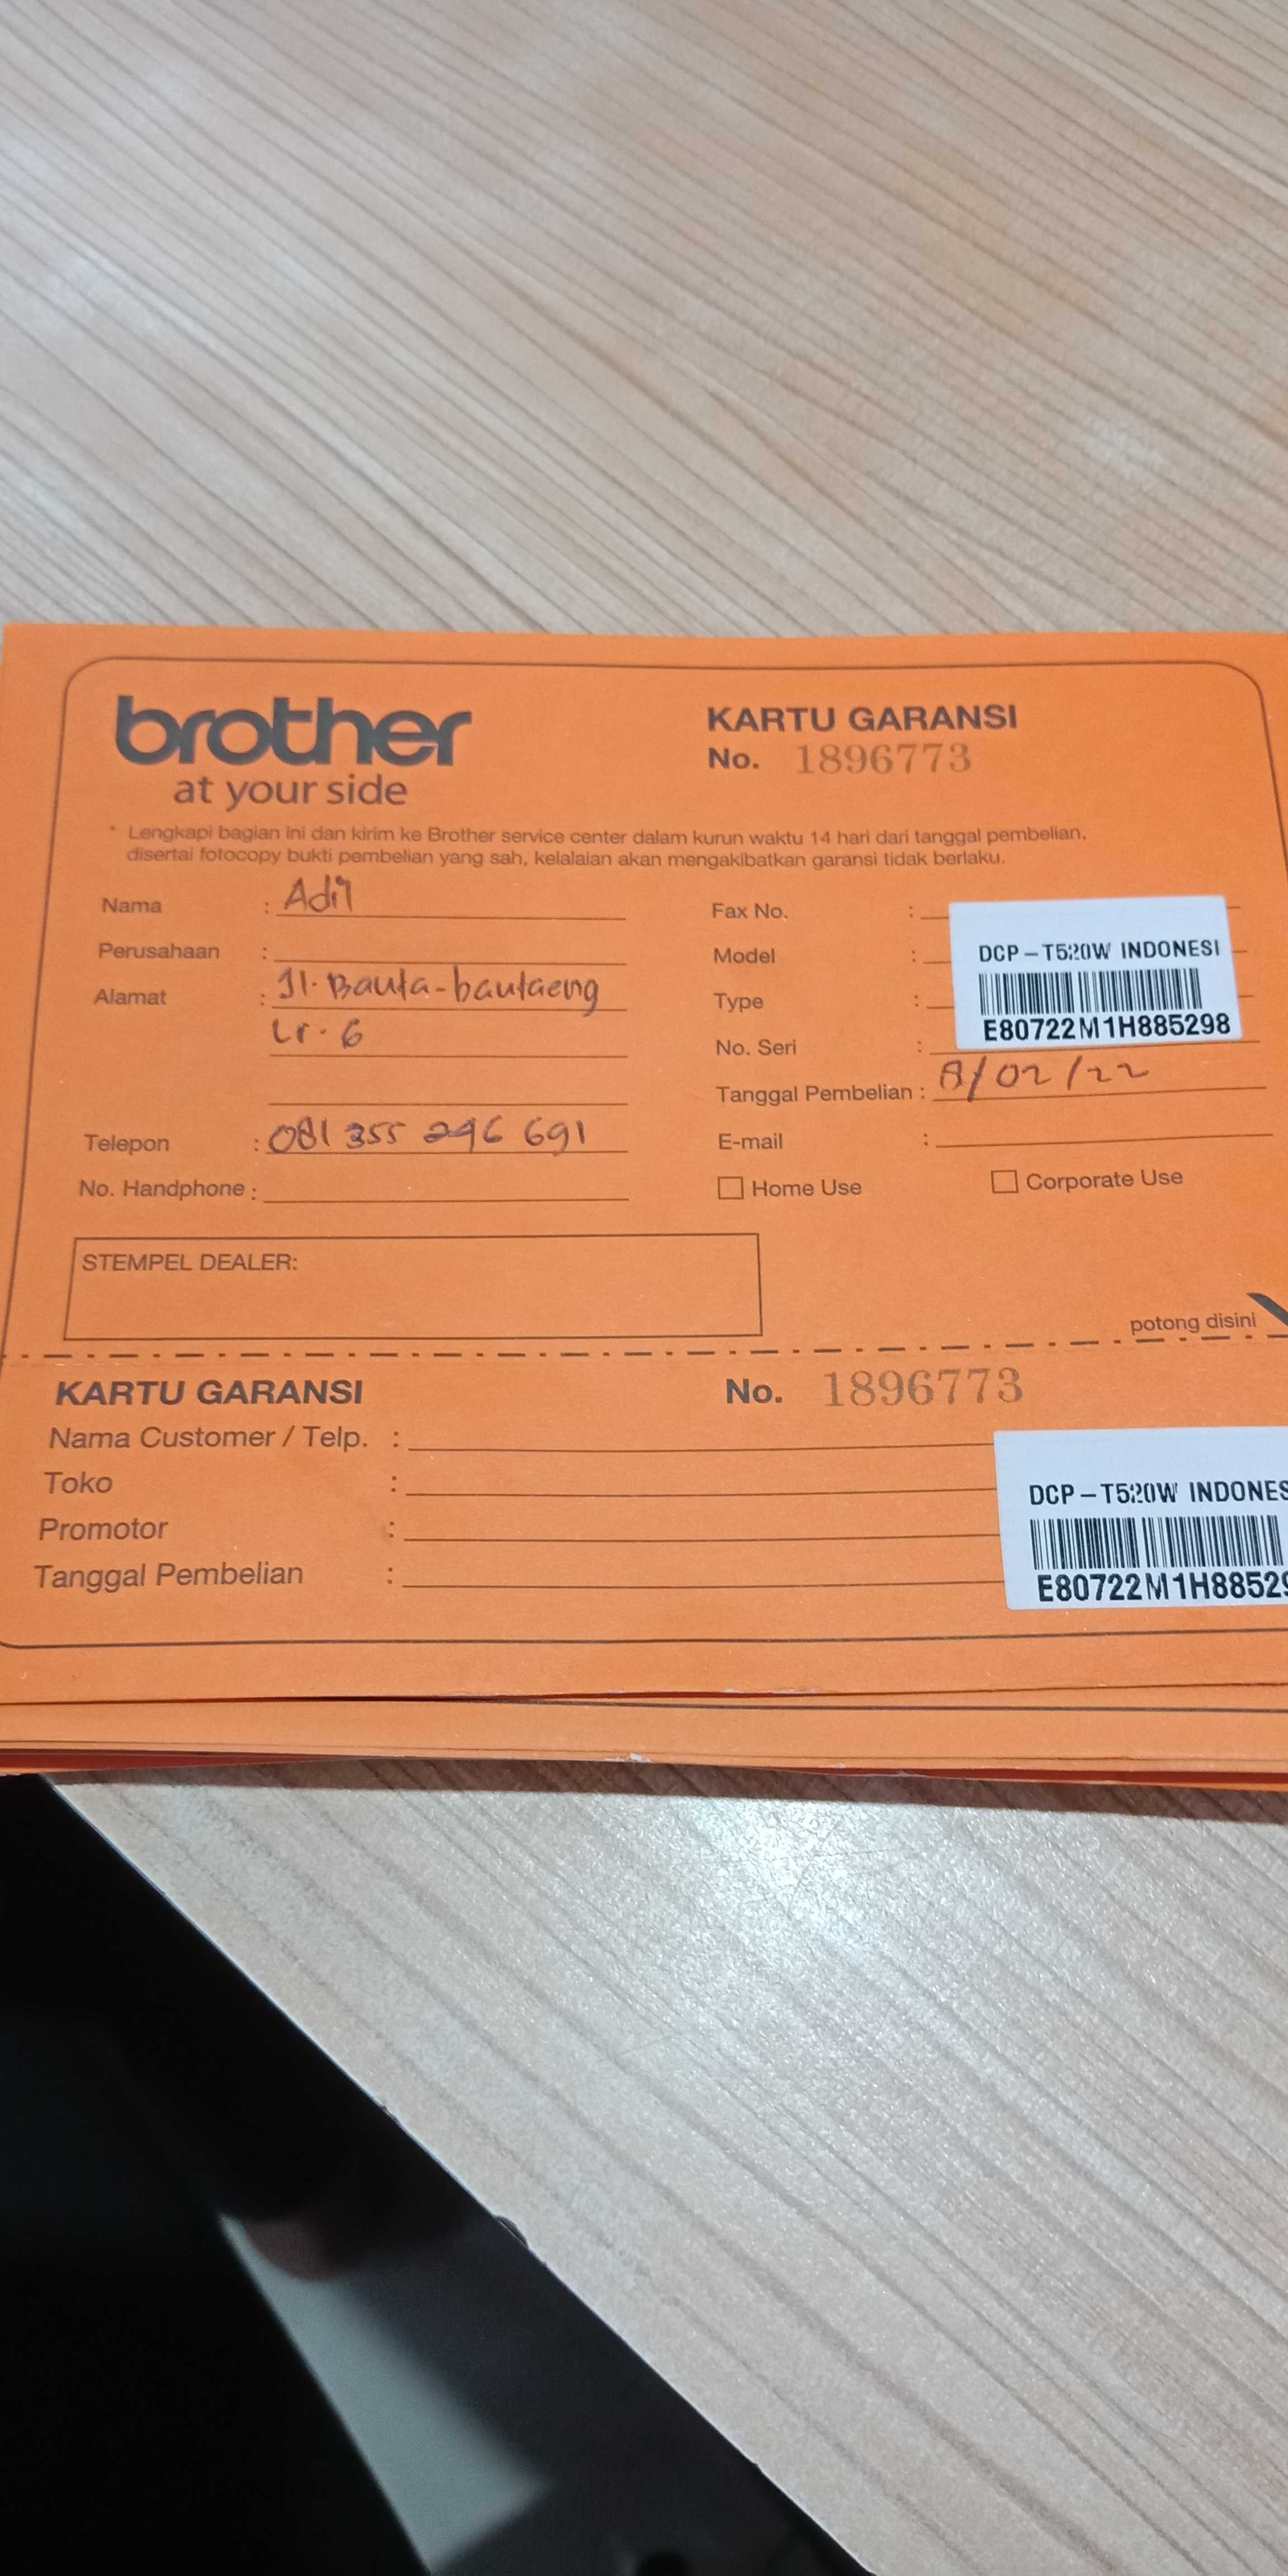 brother
at your side
KARTU GARANSI
No. 1896773
* Lengkapi bagian ini dan kirim ke Brother service center dalam kurun waktu 14 hari dari tanggal pembelian,
disertai fotocopy bukti pembelian yang sah, kelalaian akan mengakibatkan garansi tidak berlaku.
Nama : Adil
Perusahaan :
Alamat : Jl. Banta-bantaeng
Lr. 6
Telepon : 081 355 296 691
No. Handphone :
Fax No. :
Model :
Type :
No. Seri :
DCP-T520W INDONESI
E80722M1H885298
Tanggal Pembelian : 8/02/22
E-mail :
Home Use
Corporate Use
STEMPEL DEALER:
potong disini
KARTU GARANSI
No. 1896773
Nama Customer / Telp. :
Toko :
Promotor :
Tanggal Pembelian :
DCP-T520W INDONES
E80722M1H88529